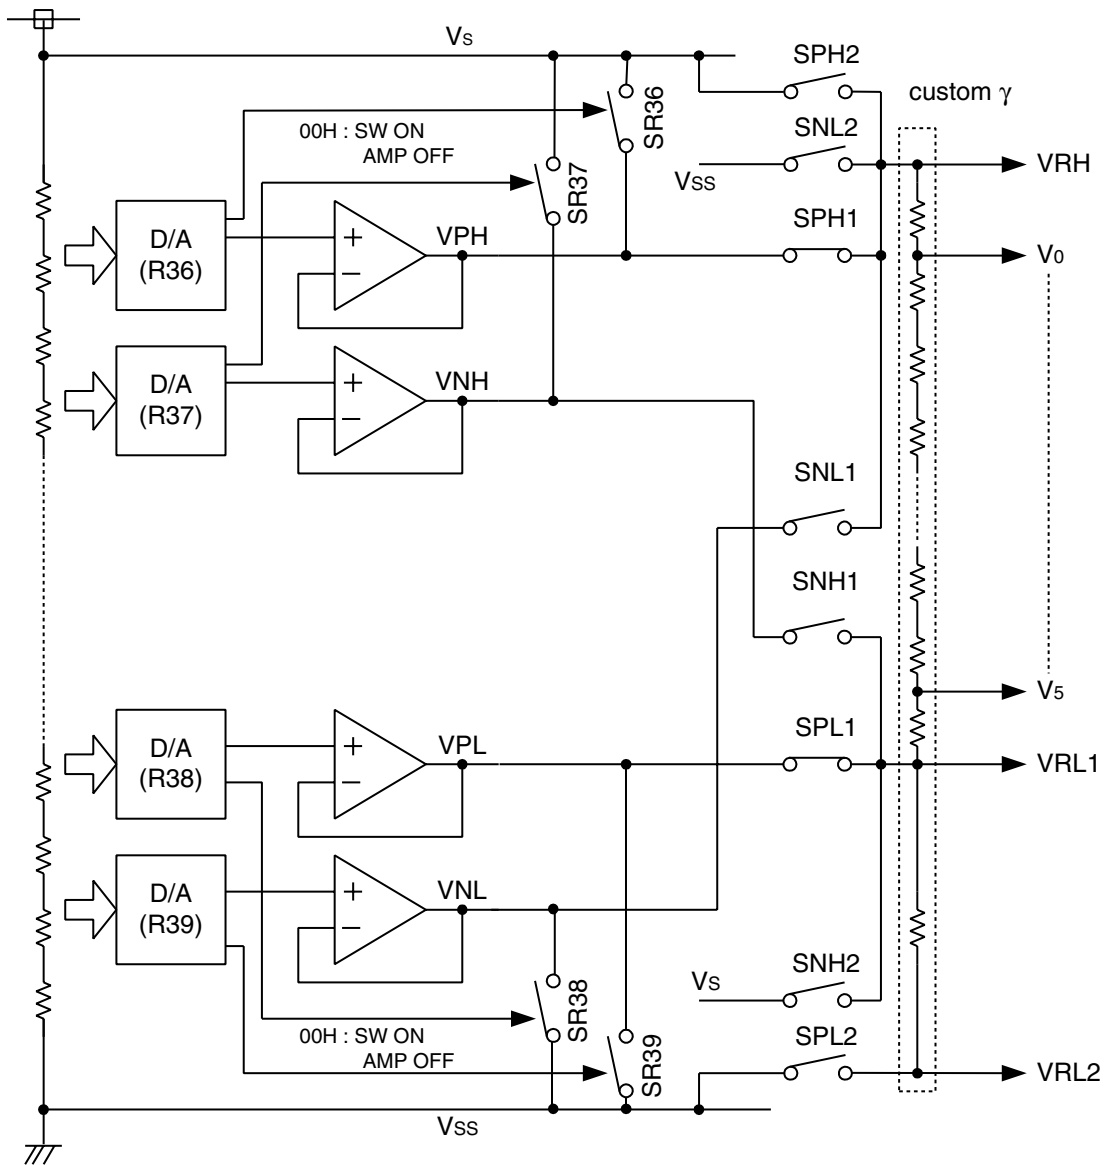 VS
SPH2
custom γ
00H : SW ON
AMP OFF
SR36
SNL2
VRH
VSS
SR37
D/A
(R36)
+
−
VPH
SPH1
V0
D/A
(R37)
+
−
VNH
SNL1
SNH1
V5
D/A
(R38)
+
−
VPL
SPL1
VRL1
D/A
(R39)
+
−
VNL
VS
SNH2
SR38
00H : SW ON
AMP OFF
SR39
SPL2
VRL2
VSS